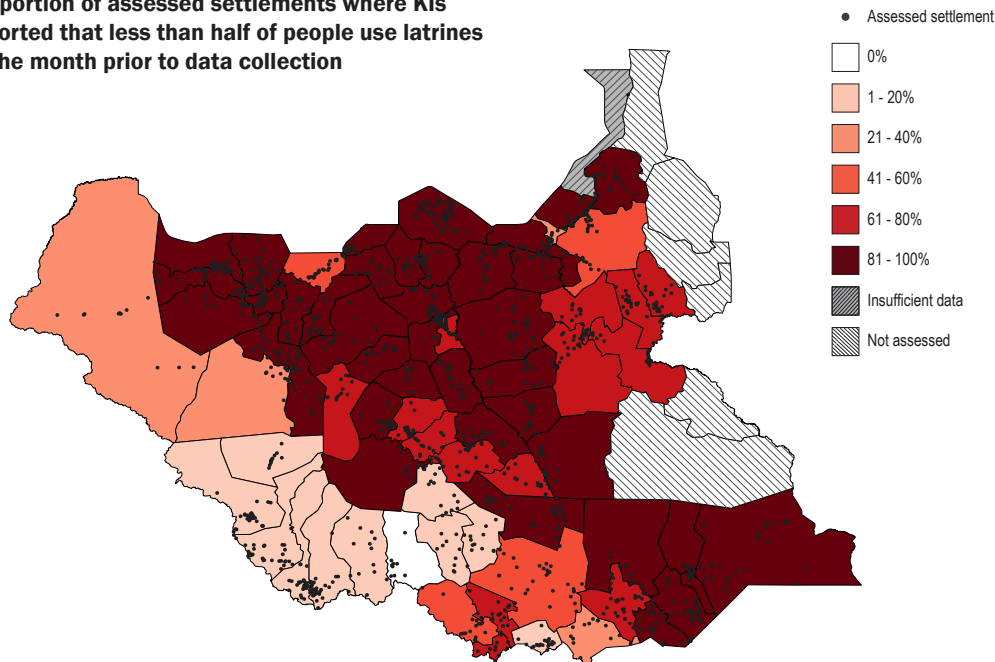 portion of assessed settlements where KIs
orted that less than half of people use latrines
he month prior to data collection
Assessed settlement
0%
1 - 20%
21 - 40%
41 - 60%
61 - 80%
81 - 100%
Insufficient data
Not assessed